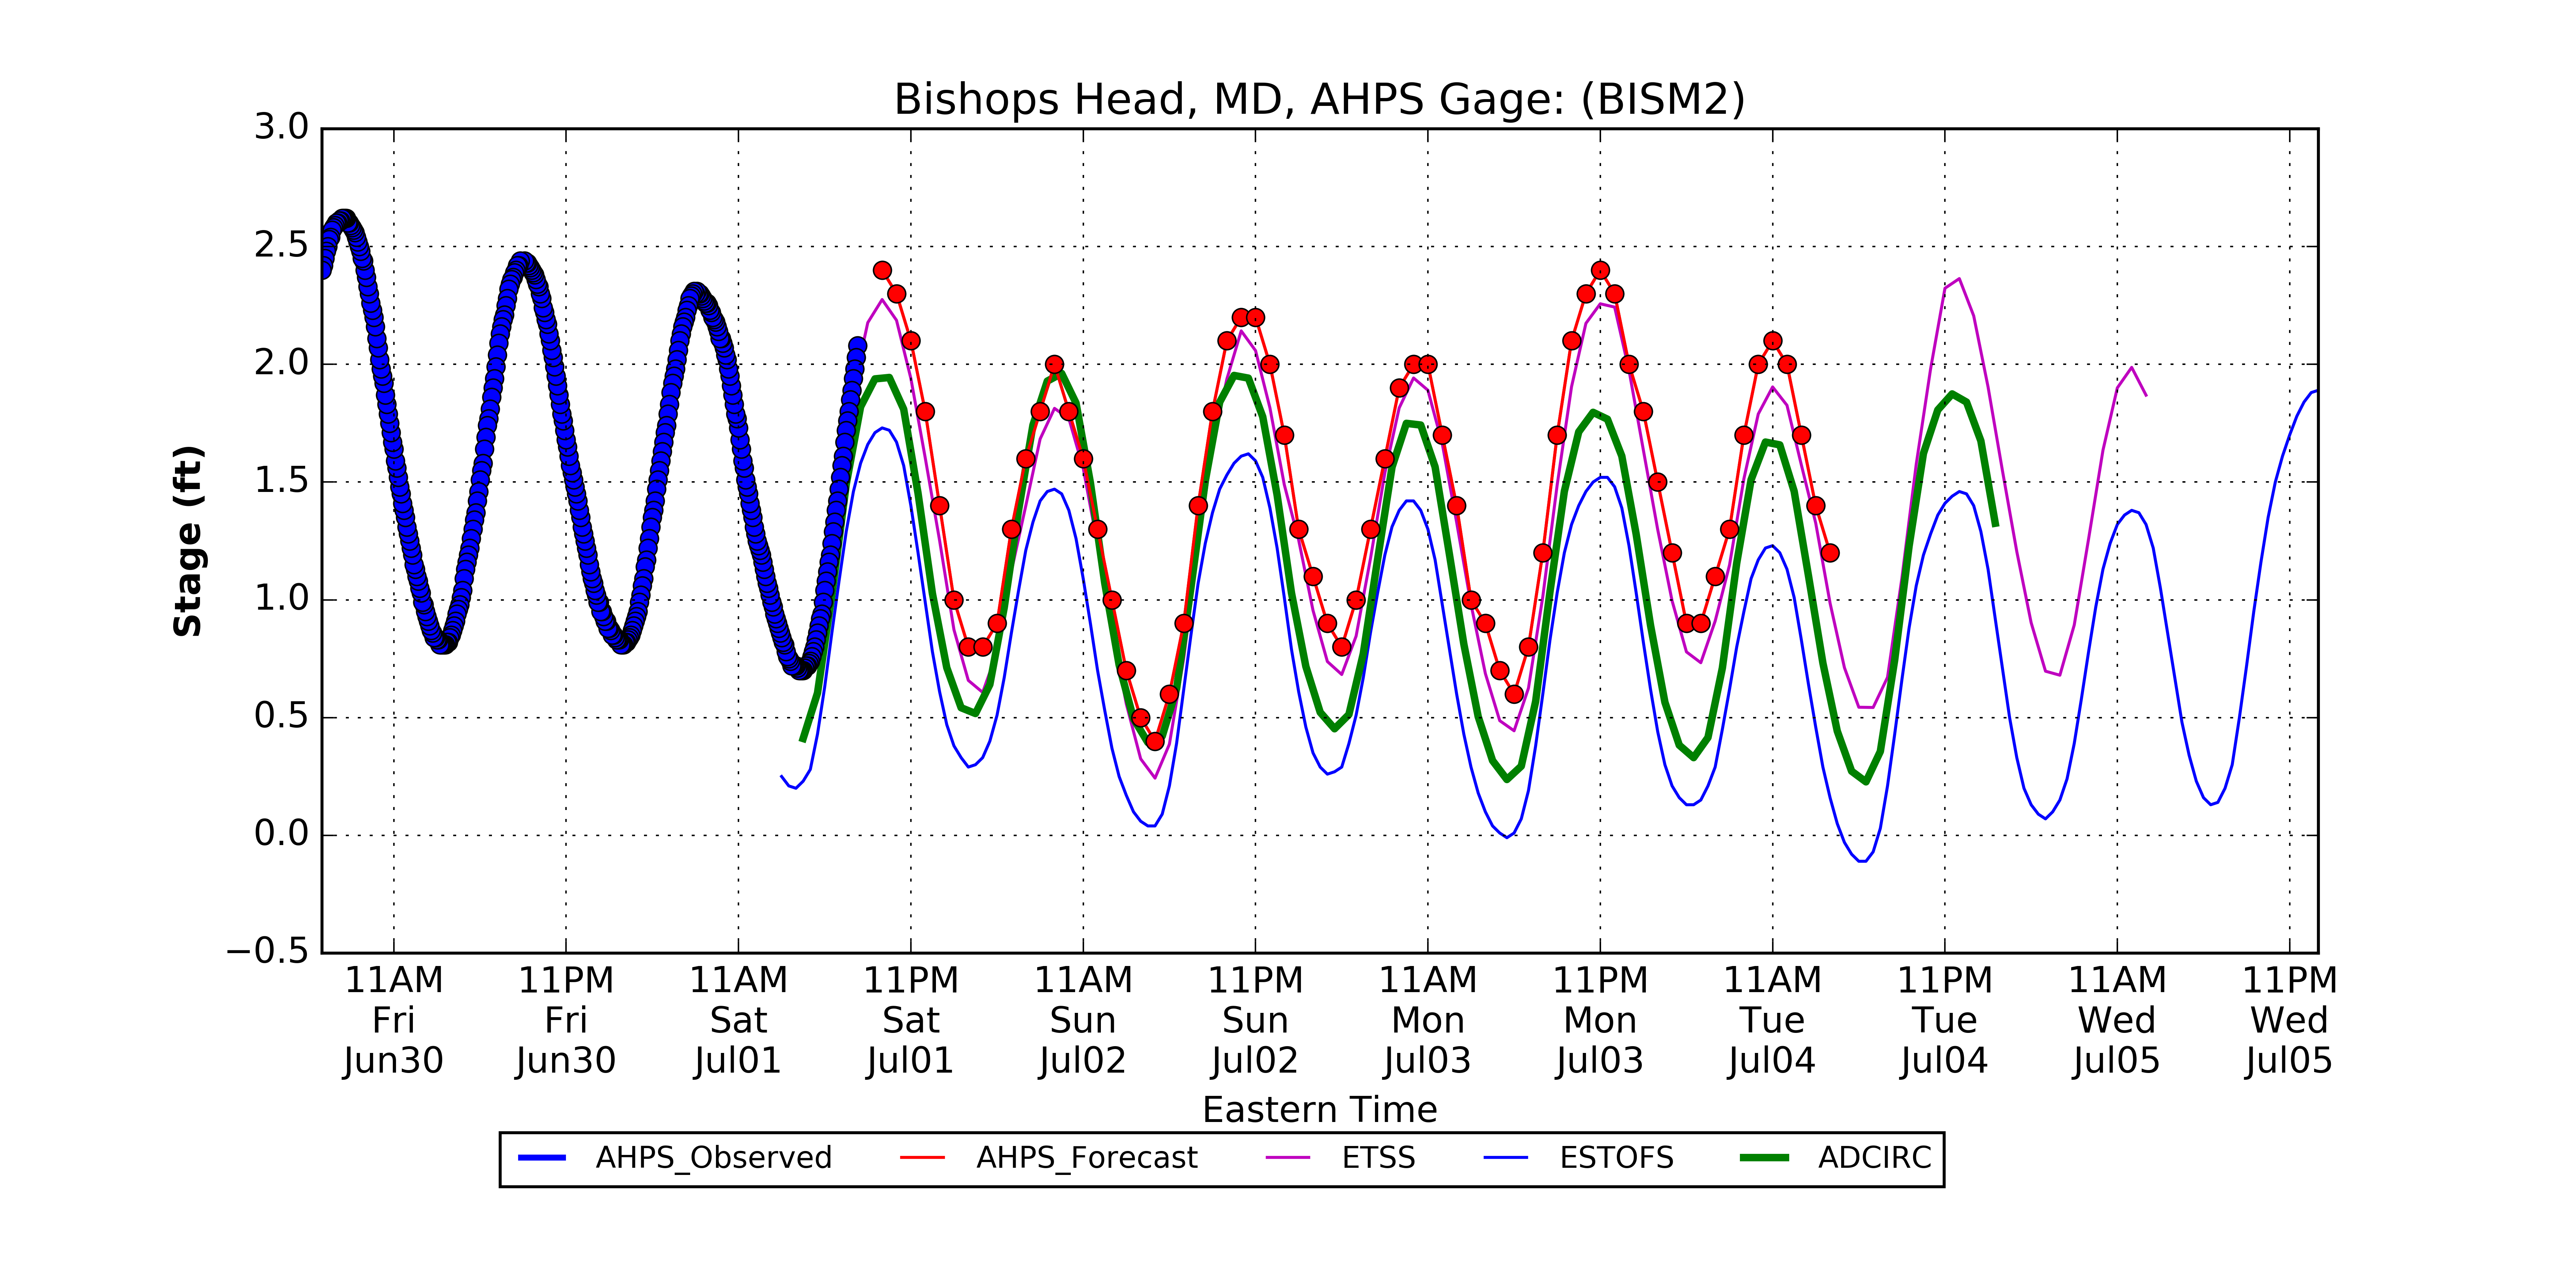 Bishops Head, MD, AHPS Gage: (BISM2)
3.0
2.5
2.0
1.5
1.0
0.5
0.0
−0.5
Stage (ft)
11AM 11PM 11AM 11PM 11AM 11PM 11AM 11PM 11AM 11PM 11AM 11PM
Fri Fri Sat Sat Sun Sun Mon Mon Tue Tue Wed Wed
Jun30 Jun30 Jul01 Jul01 Jul02 Jul02 Jul03 Jul03 Jul04 Jul04 Jul05 Jul05
Eastern Time
AHPS_Observed AHPS_Forecast ETSS ESTOFS ADCIRC